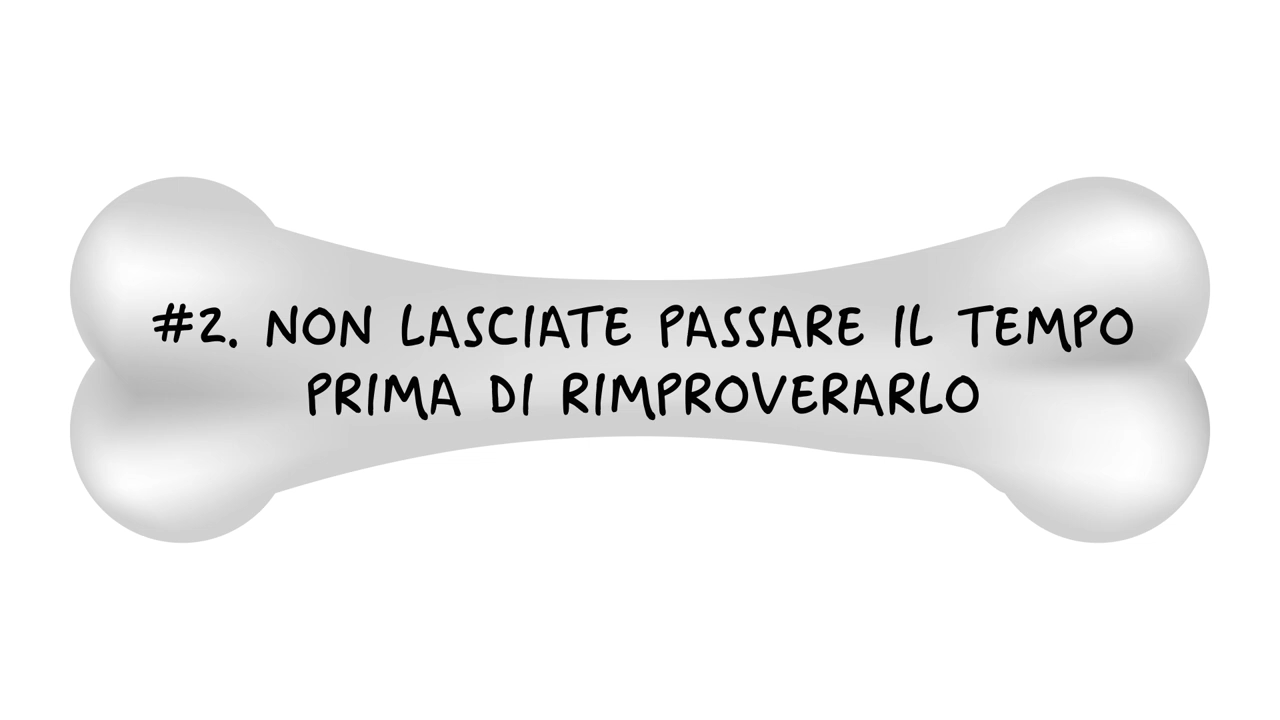 #2. NON LASCIATE PASSARE IL TEMPO
PRIMA DI RIMPROVERARLO